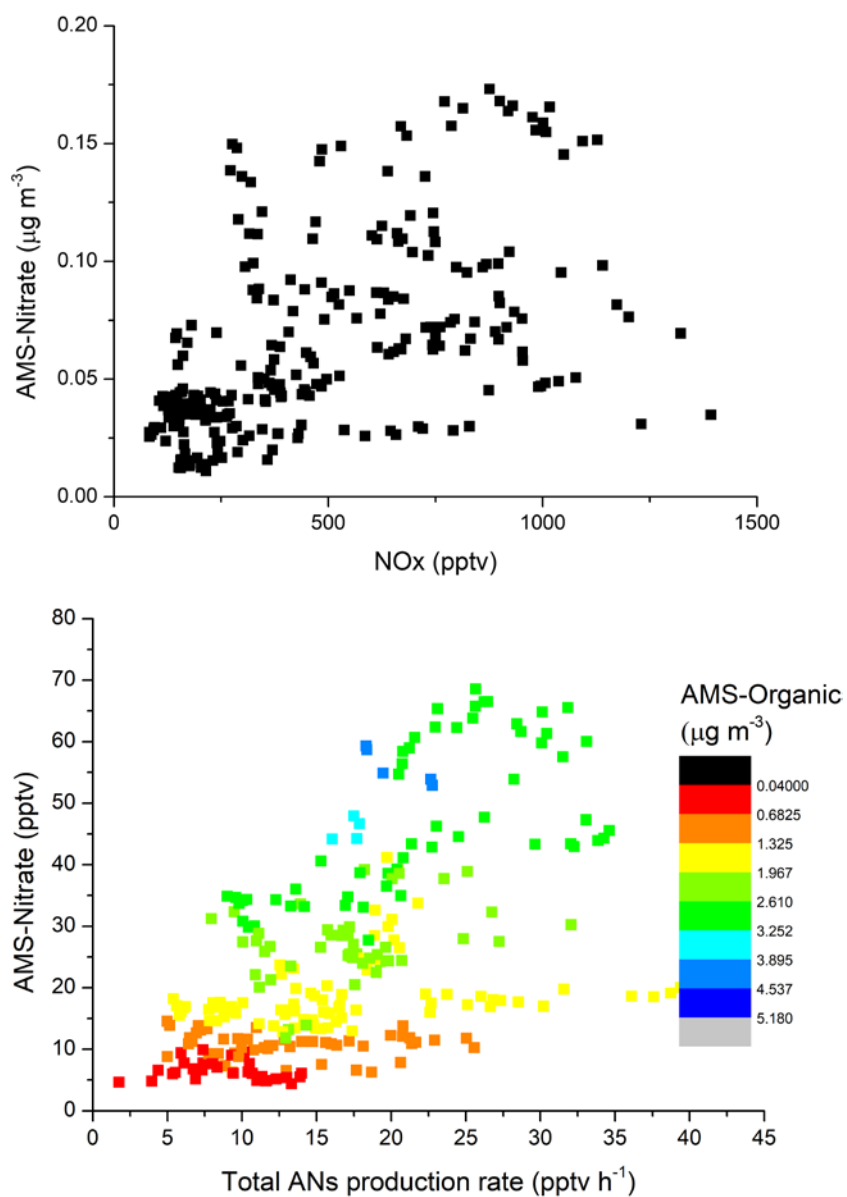 0.20
0.15
0.10
0.05
0.00
AMS-Nitrate (µg m⁻³)
0 500 1000 1500
NOx (pptv)
80
70
60
50
40
30
20
10
0
AMS-Nitrate (pptv)
0 5 10 15 20 25 30 35 40 45
Total ANs production rate (pptv h⁻¹)
AMS-Organic
(µg m⁻³)
0.04000
0.6825
1.325
1.967
2.610
3.252
3.895
4.537
5.180